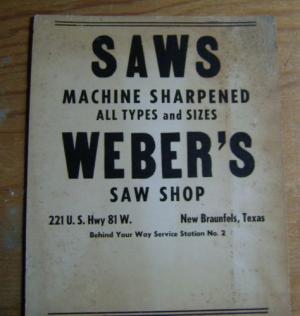 SAWS
MACHINE SHARPENED
ALL TYPES and SIZES
WEBER'S
SAW SHOP
221 U. S. Hwy 81 W. New Braunfels, Texas
Behind Your Way Service Station No. 2